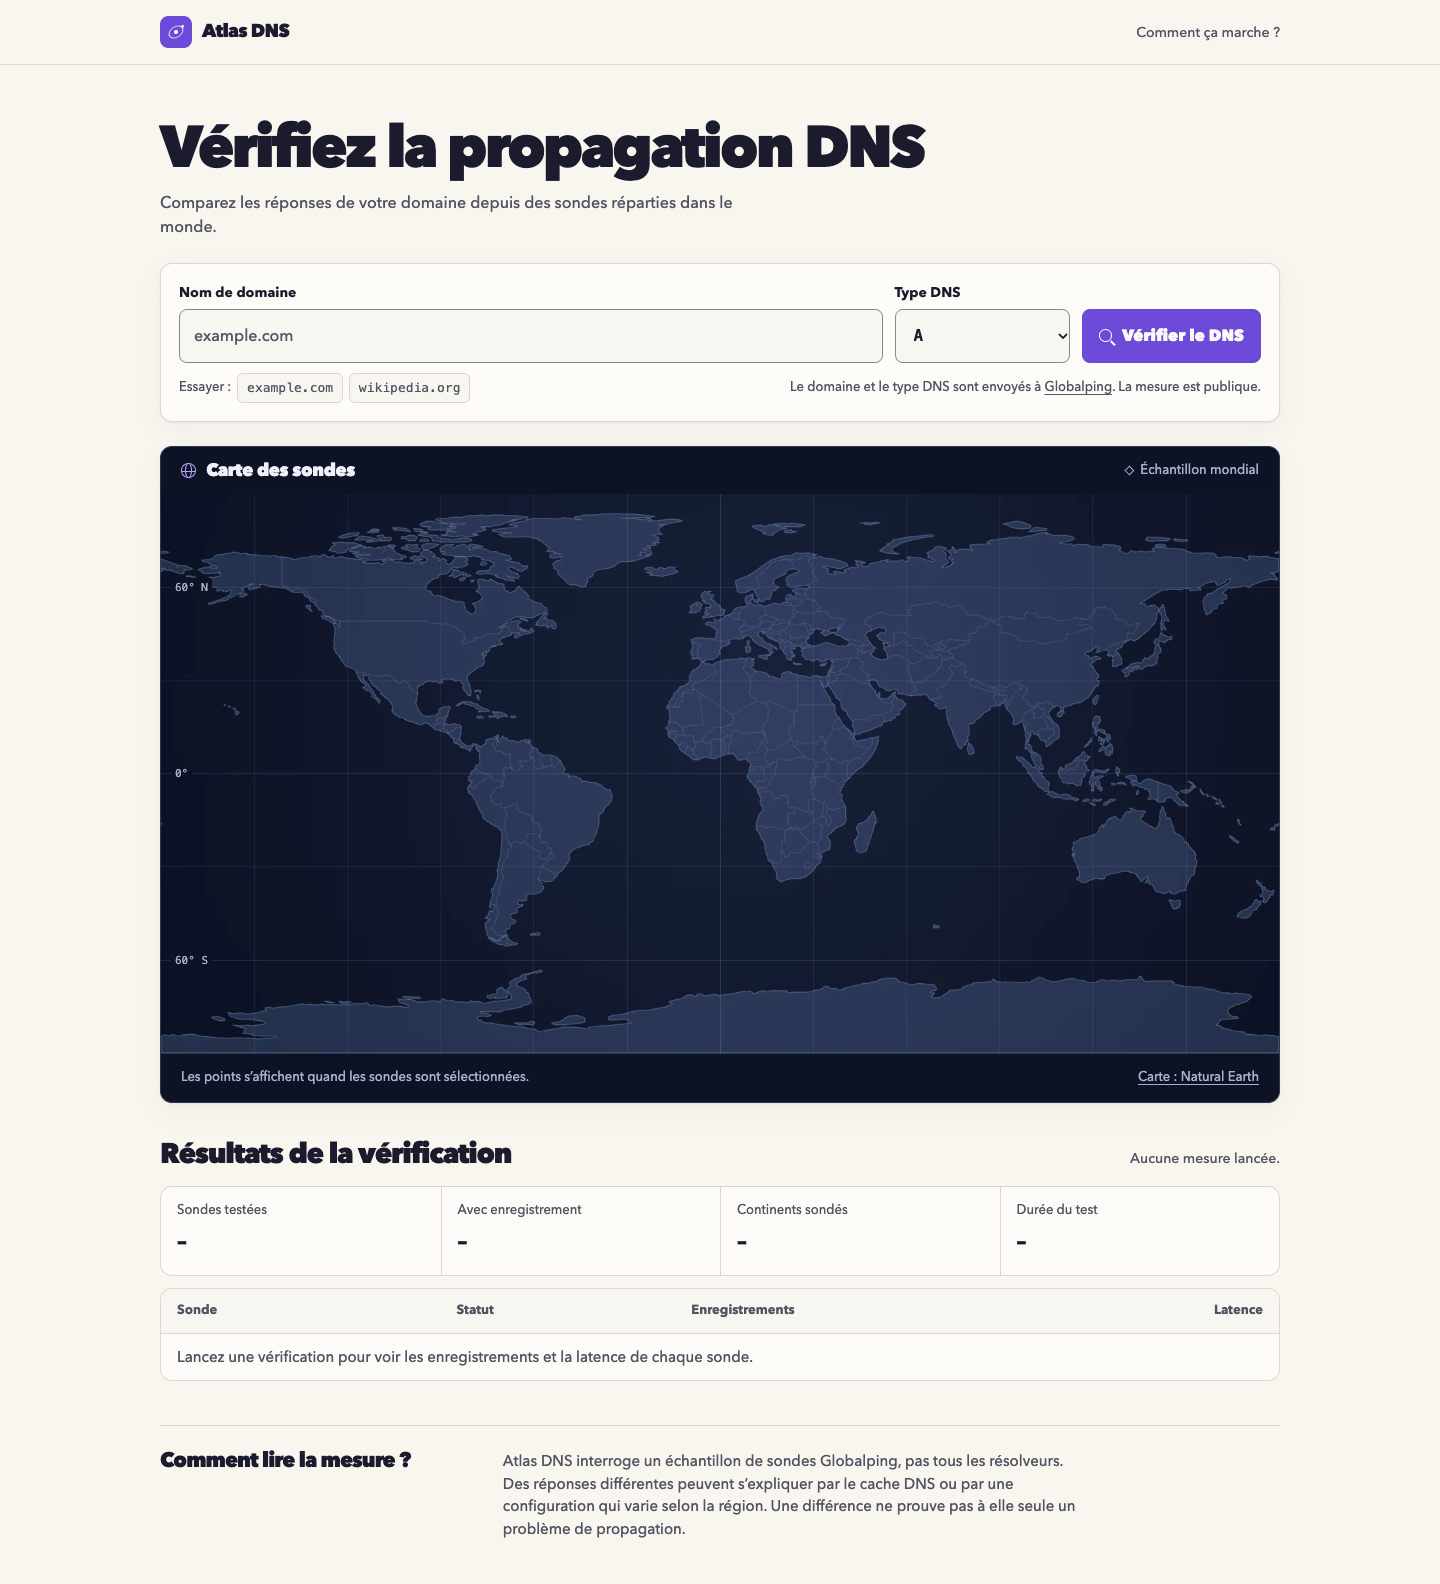 Atlas DNS
Comment ça marche ?
Vérifiez la propagation DNS
Comparez les réponses de votre domaine depuis des sondes réparties dans le
monde.
Nom de domaine
Type DNS
example.com
A
Vérifier le DNS
Essayer : example.com wikipedia.org
Le domaine et le type DNS sont envoyés à Globalping. La mesure est publique.
Carte des sondes
Échantillon mondial
60° N
0°
60° S
Les points s’affichent quand les sondes sont sélectionnées.
Carte : Natural Earth
Résultats de la vérification
Aucune mesure lancée.
Sondes testées
Avec enregistrement
Continents sondés
Durée du test
–
–
–
–
Sonde
Statut
Enregistrements
Latence
Lancez une vérification pour voir les enregistrements et la latence de chaque sonde.
Comment lire la mesure ?
Atlas DNS interroge un échantillon de sondes Globalping, pas tous les résolveurs.
Des réponses différentes peuvent s’expliquer par le cache DNS ou par une
configuration qui varie selon la région. Une différence ne prouve pas à elle seule un
problème de propagation.